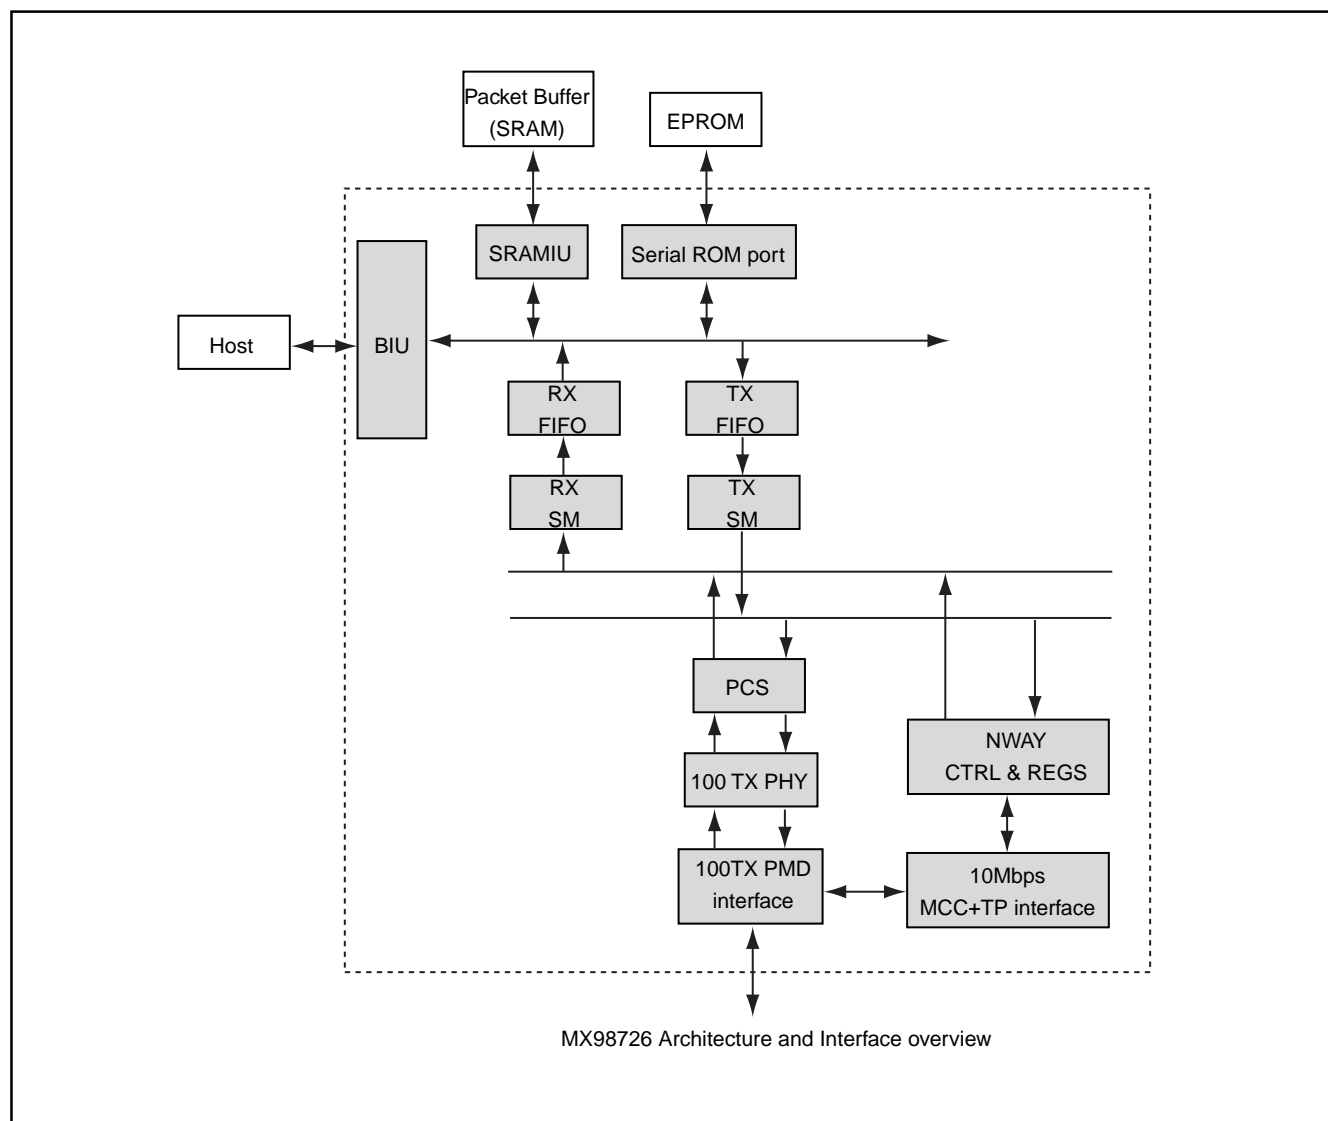 Packet Buffer
(SRAM)
EPROM
SRAMIU
Serial ROM port
Host
BIU
RX
FIFO
TX
FIFO
RX
SM
TX
SM
PCS
NWAY
CTRL & REGS
100 TX PHY
100TX PMD
interface
10Mbps
MCC+TP interface
MX98726 Architecture and Interface overview